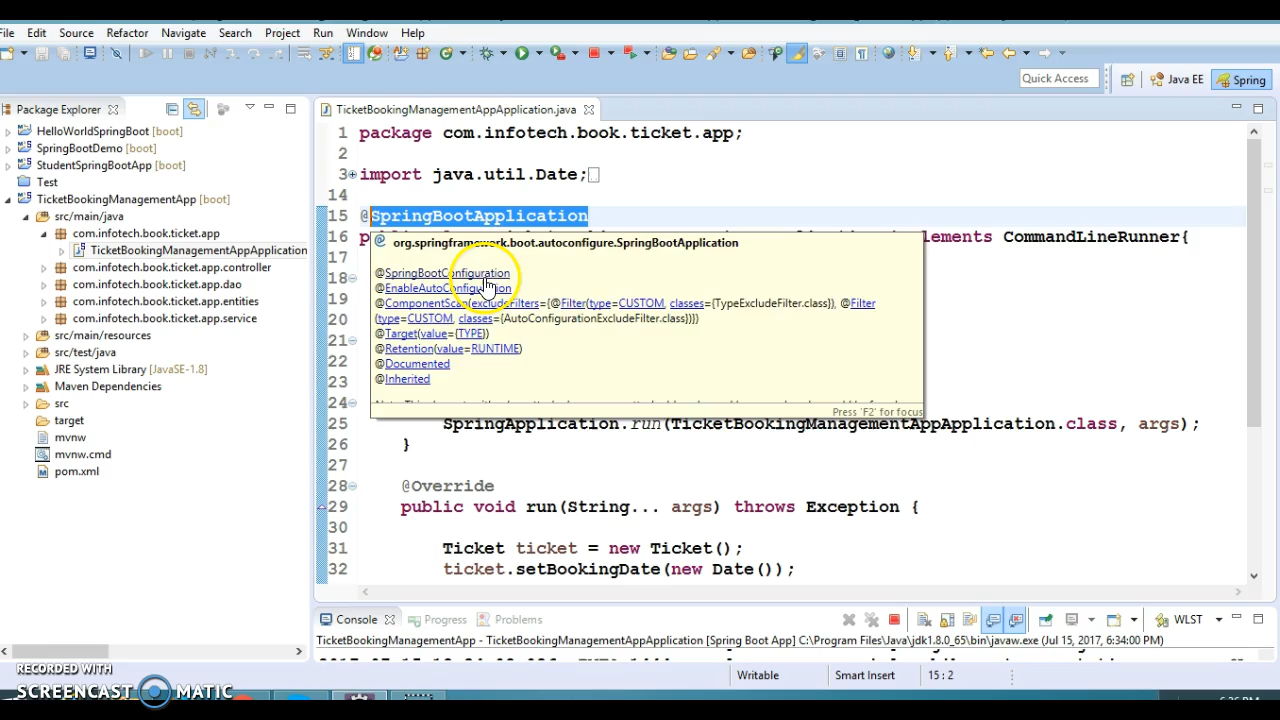 File Edit Source Refactor Navigate Search Project Run Window Help
Quick Access Java EE Spring
Package Explorer
HelloWorldSpringBoot [boot]
SpringBootDemo [boot]
StudentSpringBootApp [boot]
Test
TicketBookingManagementApp [boot]
src/main/java
com.infotech.book.ticket.app
TicketBookingManagementAppApplication
com.infotech.book.ticket.app.controller
com.infotech.book.ticket.app.dao
com.infotech.book.ticket.app.entities
com.infotech.book.ticket.app.service
src/main/resources
src/test/java
JRE System Library [JavaSE-1.8]
Maven Dependencies
src
target
mvnw
mvnw.cmd
pom.xml
TicketBookingManagementAppApplication.java
1 package com.infotech.book.ticket.app;
2
3 import java.util.Date;
14
15 @SpringBootApplication
16 implements CommandLineRunner{
org.springframework.boot.autoconfigure.SpringBootApplication
17
@SpringBootConfiguration
18
@EnableAutoConfiguration
19 @ComponentScan(excludeFilters={@Filter(type=CUSTOM, classes={TypeExcludeFilter.class}), @Filter
(type=CUSTOM, classes={AutoConfigurationExcludeFilter.class})})
20
@Target(value={TYPE})
21
@Retention(value=RUNTIME)
22 @Documented
23 @Inherited
24
Press 'F2' for focus
25 SpringApplication.run(TicketBookingManagementAppApplication.class, args);
26 }
27
28 @Override
29 public void run(String... args) throws Exception {
30
31 Ticket ticket = new Ticket();
32 ticket.setBookingDate(new Date());
Console Progress Problems WLST
TicketBookingManagementApp - TicketBookingManagementAppApplication [Spring Boot App] C:\Program Files\Java\jdk1.8.0_65\bin\javaw.exe (Jul 15, 2017, 6:34:00 PM)
Writable Smart Insert 15 : 2
RECORDED WITH
SCREENCAST MATIC